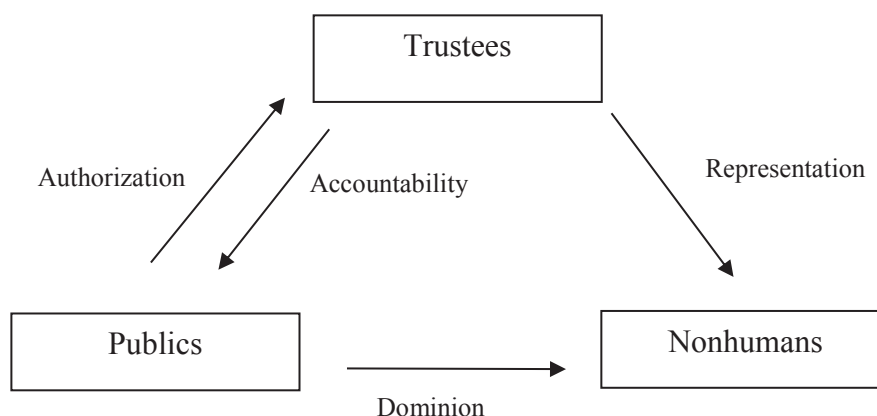 Trustees
Authorization
Accountability
Representation
Publics
Nonhumans
Dominion